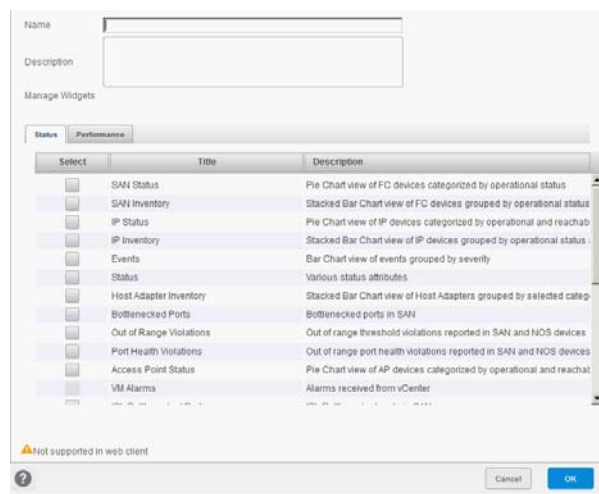 Name
Description
Manage Widgets
Status Performance
Select Title Description
SAN Status Pie Chart view of FC devices categorized by operational status
SAN Inventory Stacked Bar Chart view of FC devices grouped by operational status
IP Status Pie Chart view of IP devices categorized by operational and reachab
IP Inventory Stacked Bar Chart view of IP devices grouped by operational status
Events Bar Chart view of events grouped by severity
Status Various status attributes
Host Adapter Inventory Stacked Bar Chart view of Host Adapters grouped by selected categ
Bottlenecked Ports Bottlenecked ports in SAN
Out of Range Violations Out of range threshold violations reported in SAN and NOS devices
Port Health Violations Out of range port health violations reported in SAN and NOS devices
Access Point Status Pie Chart view of AP devices categorized by operational and reachat
VM Alarms Alarms received from vCenter
Not supported in web client
? Cancel OK